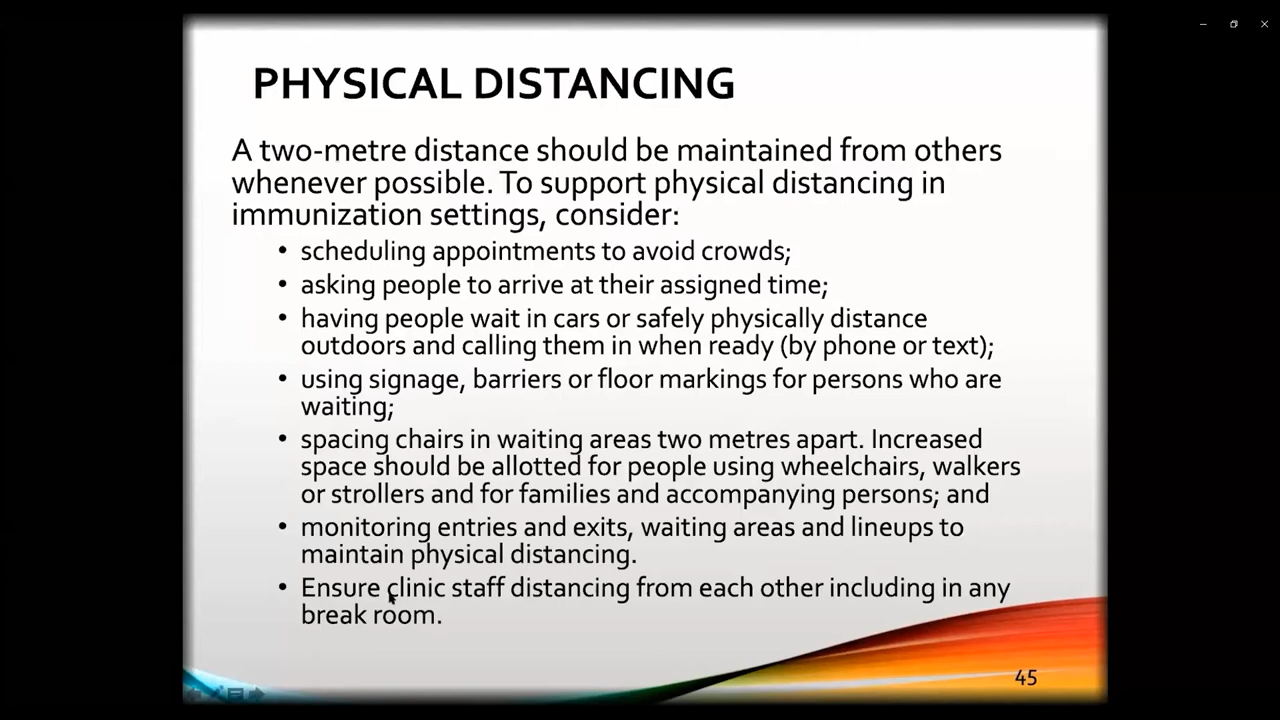 PHYSICAL DISTANCING
A two-metre distance should be maintained from others
whenever possible. To support physical distancing in
immunization settings, consider:
• scheduling appointments to avoid crowds;
• asking people to arrive at their assigned time;
• having people wait in cars or safely physically distance
outdoors and calling them in when ready (by phone or text);
• using signage, barriers or floor markings for persons who are
waiting;
• spacing chairs in waiting areas two metres apart. Increased
space should be allotted for people using wheelchairs, walkers
or strollers and for families and accompanying persons; and
• monitoring entries and exits, waiting areas and lineups to
maintain physical distancing.
• Ensure clinic staff distancing from each other including in any
break room.
45